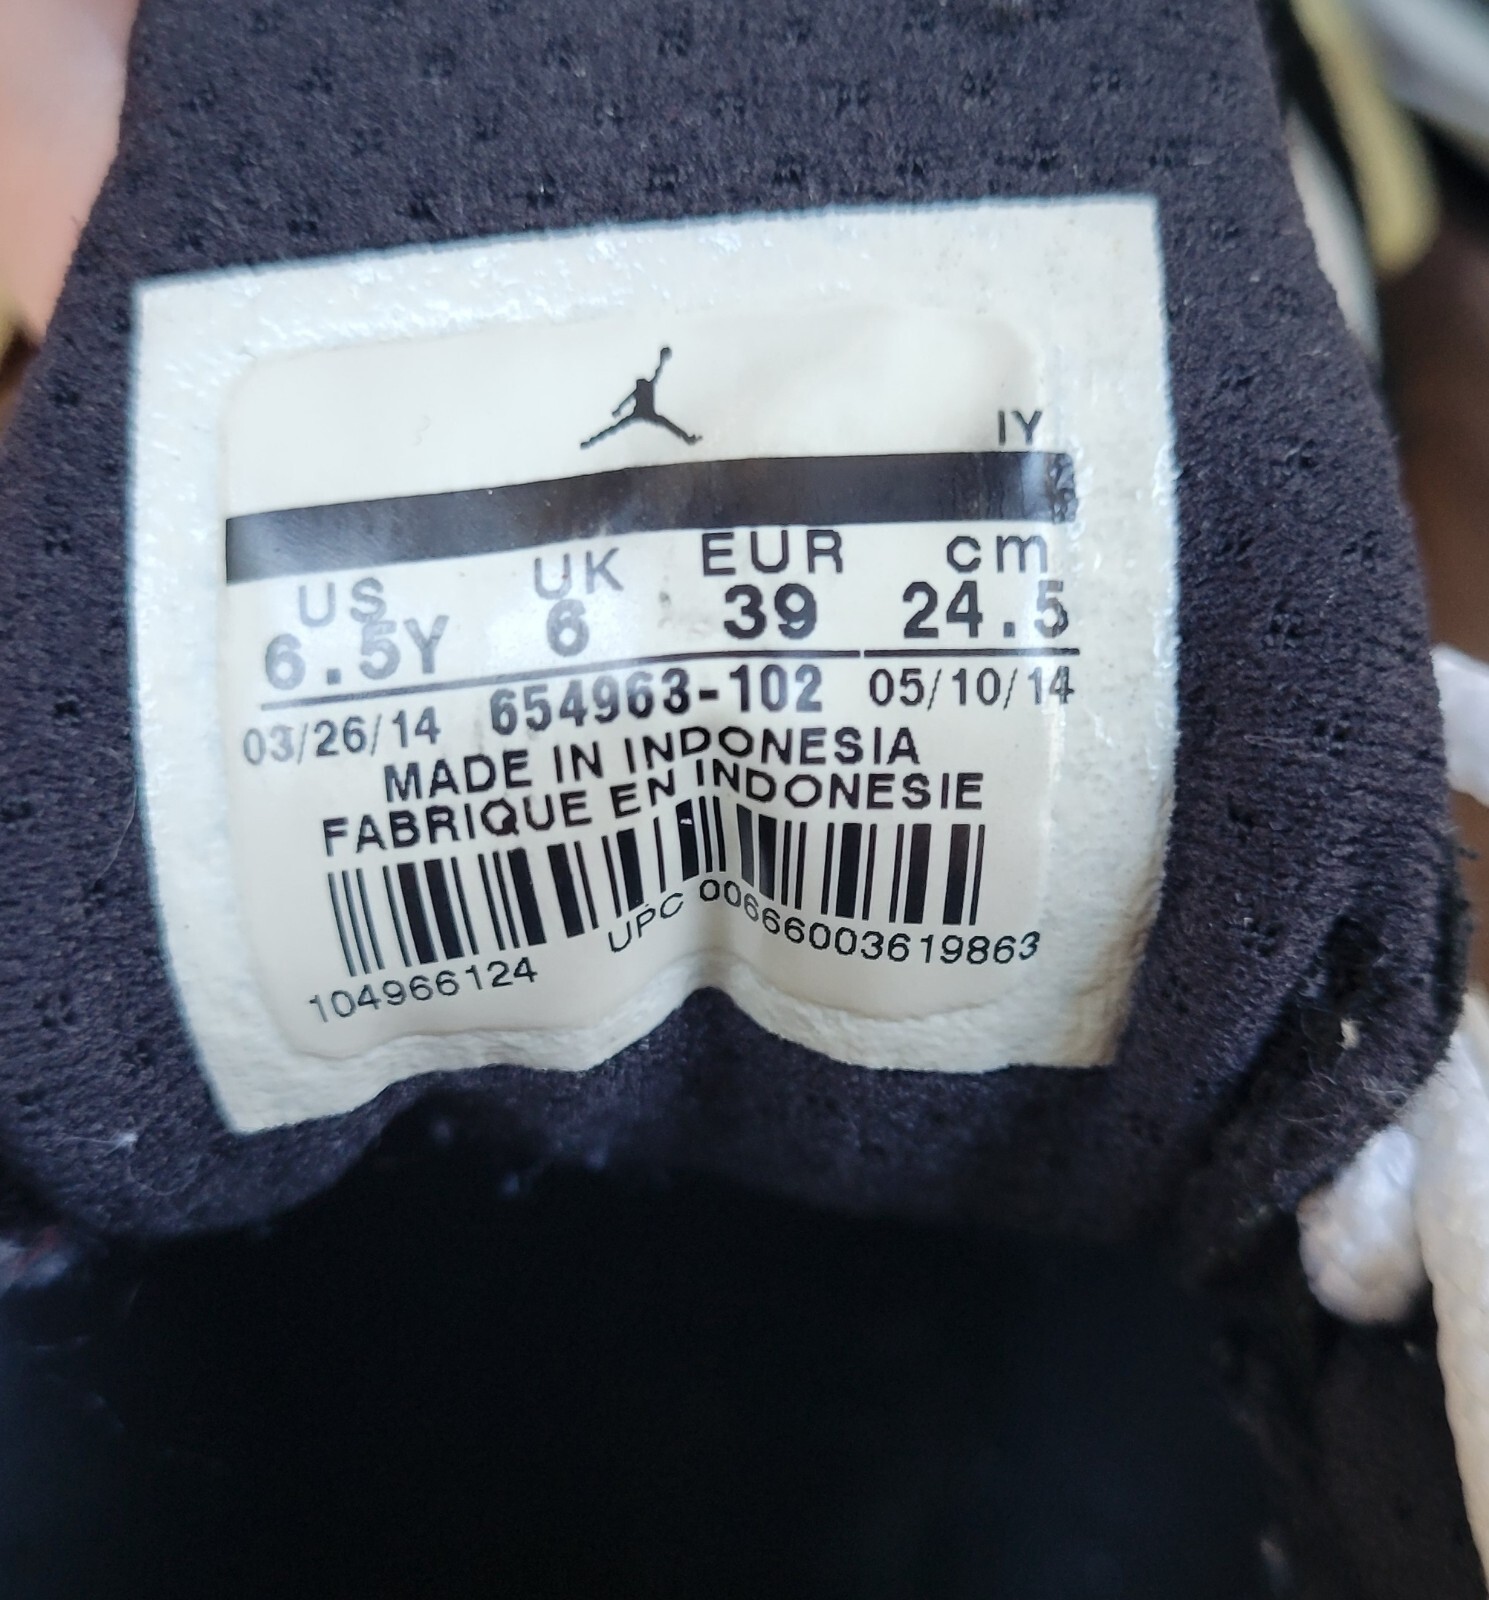 IY
US UK EUR cm
6.5Y 6 39 24.5
03/26/14 654963-102 05/10/14
MADE IN INDONESIA
FABRIQUE EN INDONESIE
104966124 UPC 00666003619863